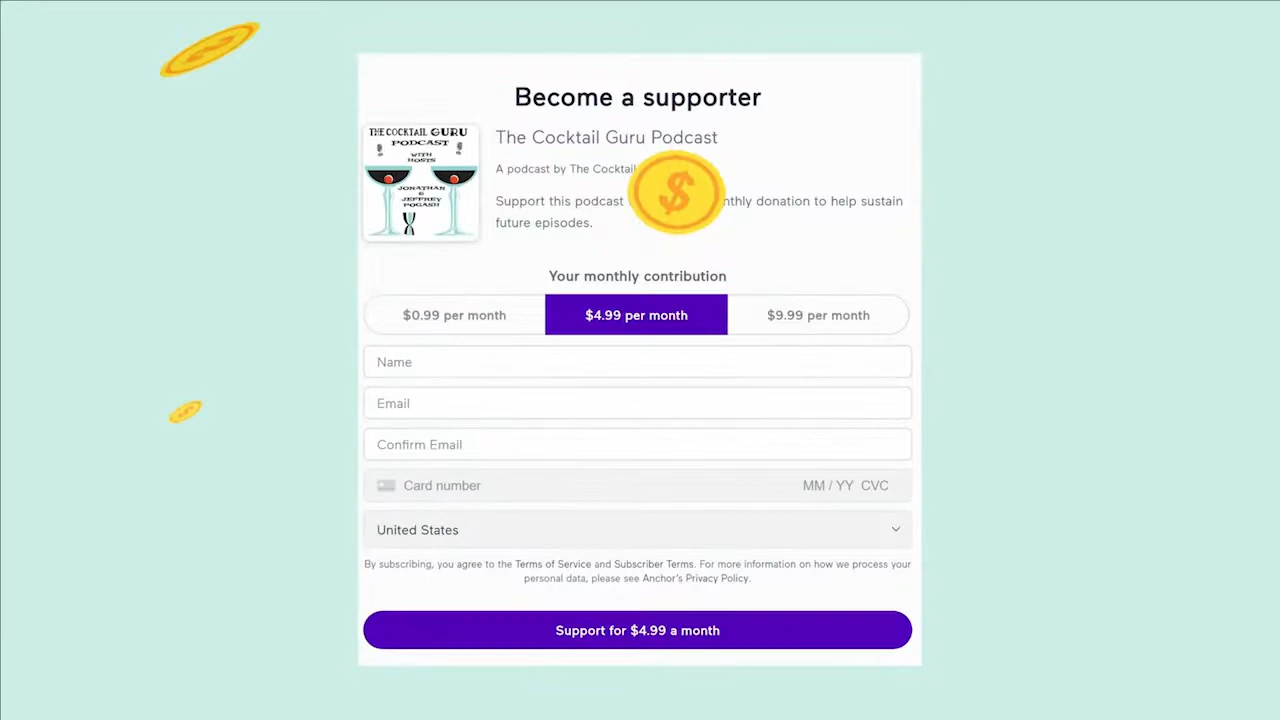 Become a supporter
THE COCKTAIL GURU
PODCAST
WITH
HOSTS
JONATHAN
&
JEFFREY
POGASH
The Cocktail Guru Podcast
A podcast by The Cocktail
$
Support this podcast nthly donation to help sustain
future episodes.
Your monthly contribution
$0.99 per month $4.99 per month $9.99 per month
Name
Email
Confirm Email
Card number MM / YY CVC
United States
By subscribing, you agree to the Terms of Service and Subscriber Terms. For more information on how we process your
personal data, please see Anchor's Privacy Policy.
Support for $4.99 a month